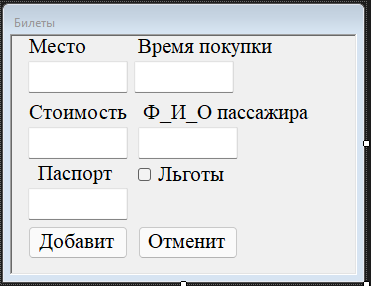 Билеты
Место Время покупки
Стоимость Ф_И_О пассажира
Паспорт Льготы
Добавит Отменит